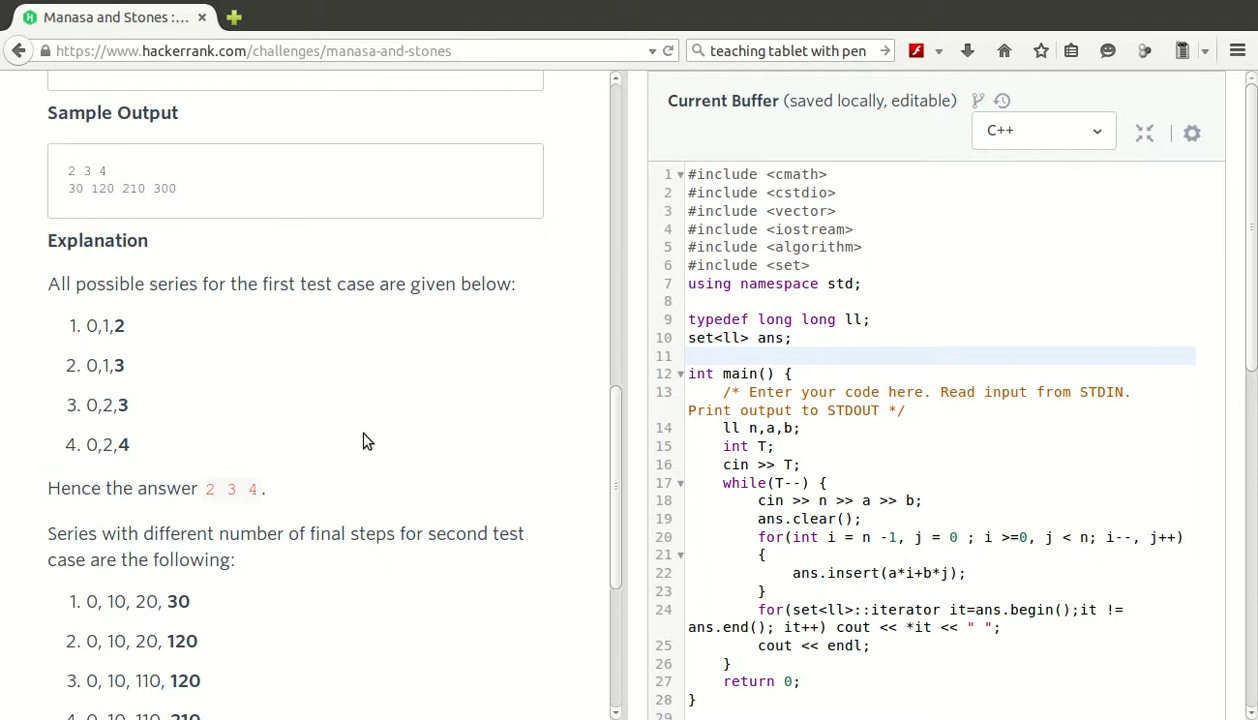 Manasa and Stones :...
https://www.hackerrank.com/challenges/manasa-and-stones
teaching tablet with pen
Sample Output
2 3 4
30 120 210 300
Explanation
All possible series for the first test case are given below:
1. 0,1,2
2. 0,1,3
3. 0,2,3
4. 0,2,4
Hence the answer 2 3 4.
Series with different number of final steps for second test
case are the following:
1. 0, 10, 20, 30
2. 0, 10, 20, 120
3. 0, 10, 110, 120
4. 0, 10, 110, 210
Current Buffer (saved locally, editable)
C++
1 #include <cmath>
2 #include <cstdio>
3 #include <vector>
4 #include <iostream>
5 #include <algorithm>
6 #include <set>
7 using namespace std;
8
9 typedef long long ll;
10 set<ll> ans;
11
12 int main() {
13 /* Enter your code here. Read input from STDIN.
Print output to STDOUT */
14 ll n,a,b;
15 int T;
16 cin >> T;
17 while(T--) {
18 cin >> n >> a >> b;
19 ans.clear();
20 for(int i = n -1, j = 0 ; i >=0, j < n; i--, j++)
21 {
22 ans.insert(a*i+b*j);
23 }
24 for(set<ll>::iterator it=ans.begin();it !=
ans.end(); it++) cout << *it << " ";
25 cout << endl;
26 }
27 return 0;
28 }
29